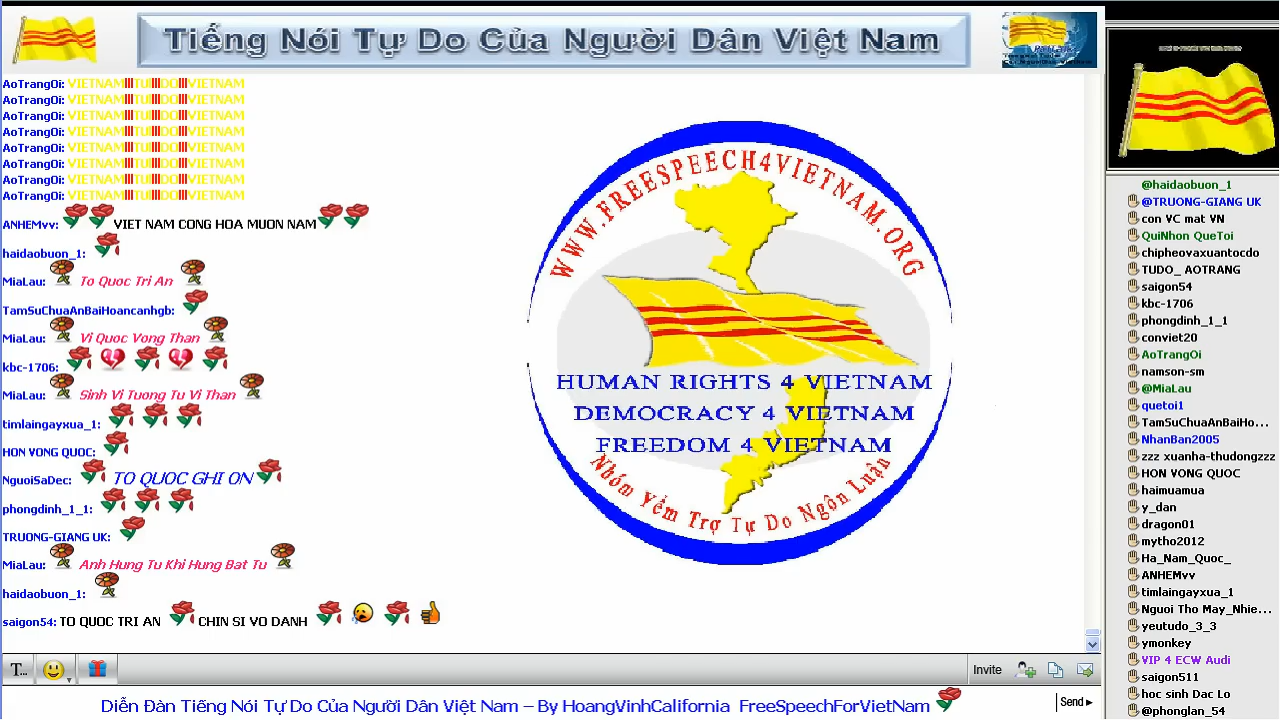 Tiếng Nói Tự Do Của Người Dân Việt Nam
AoTrangOi: VIETNAM|||TU|||DO|||VIETNAM
AoTrangOi: VIETNAM|||TU|||DO|||VIETNAM
AoTrangOi: VIETNAM|||TU|||DO|||VIETNAM
AoTrangOi: VIETNAM|||TU|||DO|||VIETNAM
AoTrangOi: VIETNAM|||TU|||DO|||VIETNAM
AoTrangOi: VIETNAM|||TU|||DO|||VIETNAM
AoTrangOi: VIETNAM|||TU|||DO|||VIETNAM
AoTrangOi: VIETNAM|||TU|||DO|||VIETNAM
ANHEMvv: VIET NAM CONG HOA MUON NAM
haidaobuon_1:
MiaLau: To Quoc Tri An
TamSuChuaAnBaiHoancanhgb:
MiaLau: Vi Quoc Vong Than
kbc-1706:
MiaLau: Sinh Vi Tuong Tu Vi Than
timlaingayxua_1:
HON VONG QUOC:
NguoiSaDec: TO QUOC GHI ON
phongdinh_1_1:
TRUONG-GIANG UK:
MiaLau: Anh Hung Tu Khi Hung Bat Tu
haidaobuon_1:
saigon54: TO QUOC TRI AN CHIN SI VO DANH
WWW.FREESPEECH4VIETNAM.ORG
HUMAN RIGHTS 4 VIETNAM
DEMOCRACY 4 VIETNAM
FREEDOM 4 VIETNAM
Nhóm Yểm Trợ Tự Do Ngôn Luận
@haidaobuon_1
@TRUONG-GIANG UK
con VC mat VN
QuiNhon QueToi
chipheovaxuantocdo
TUDO_ AOTRANG
saigon54
kbc-1706
phongdinh_1_1
conviet20
AoTrangOi
namson-sm
@MiaLau
quetoi1
TamSuChuaAnBaiHo...
NhanBan2005
zzz xuanha-thudongzzz
HON VONG QUOC
haimuamua
y_dan
dragon01
mytho2012
Ha_Nam_Quoc_
ANHEMvv
timlaingayxua_1
Nguoi Tho May_Nhie...
yeutudo_3_3
ymonkey
VIP 4 ECW Audi
saigon511
hoc sinh Dac Lo
@phonglan_54
T...
Invite
Diễn Đàn Tiếng Nói Tự Do Của Người Dân Việt Nam – By HoangVinhCalifornia FreeSpeechForVietNam
Send